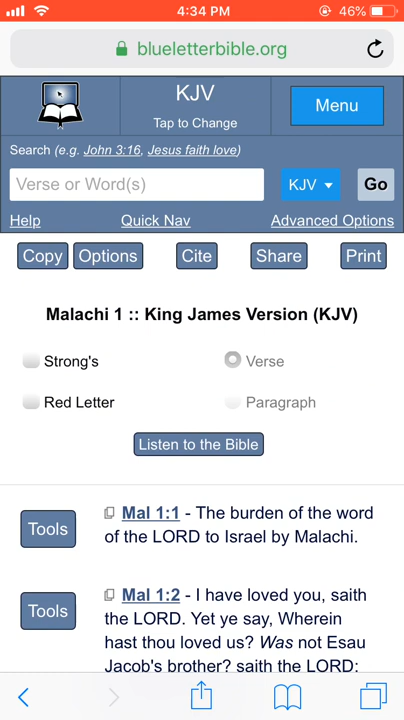 4:34 PM 46%
blueletterbible.org
KJV
Tap to Change
Menu
Search (e.g. John 3:16, Jesus faith love)
Verse or Word(s)
KJV
Go
Help Quick Nav Advanced Options
Copy Options Cite Share Print
Malachi 1 :: King James Version (KJV)
Strong's Verse
Red Letter Paragraph
Listen to the Bible
Tools
Mal 1:1 - The burden of the word
of the LORD to Israel by Malachi.
Tools
Mal 1:2 - I have loved you, saith
the LORD. Yet ye say, Wherein
hast thou loved us? Was not Esau
Jacob's brother? saith the LORD: